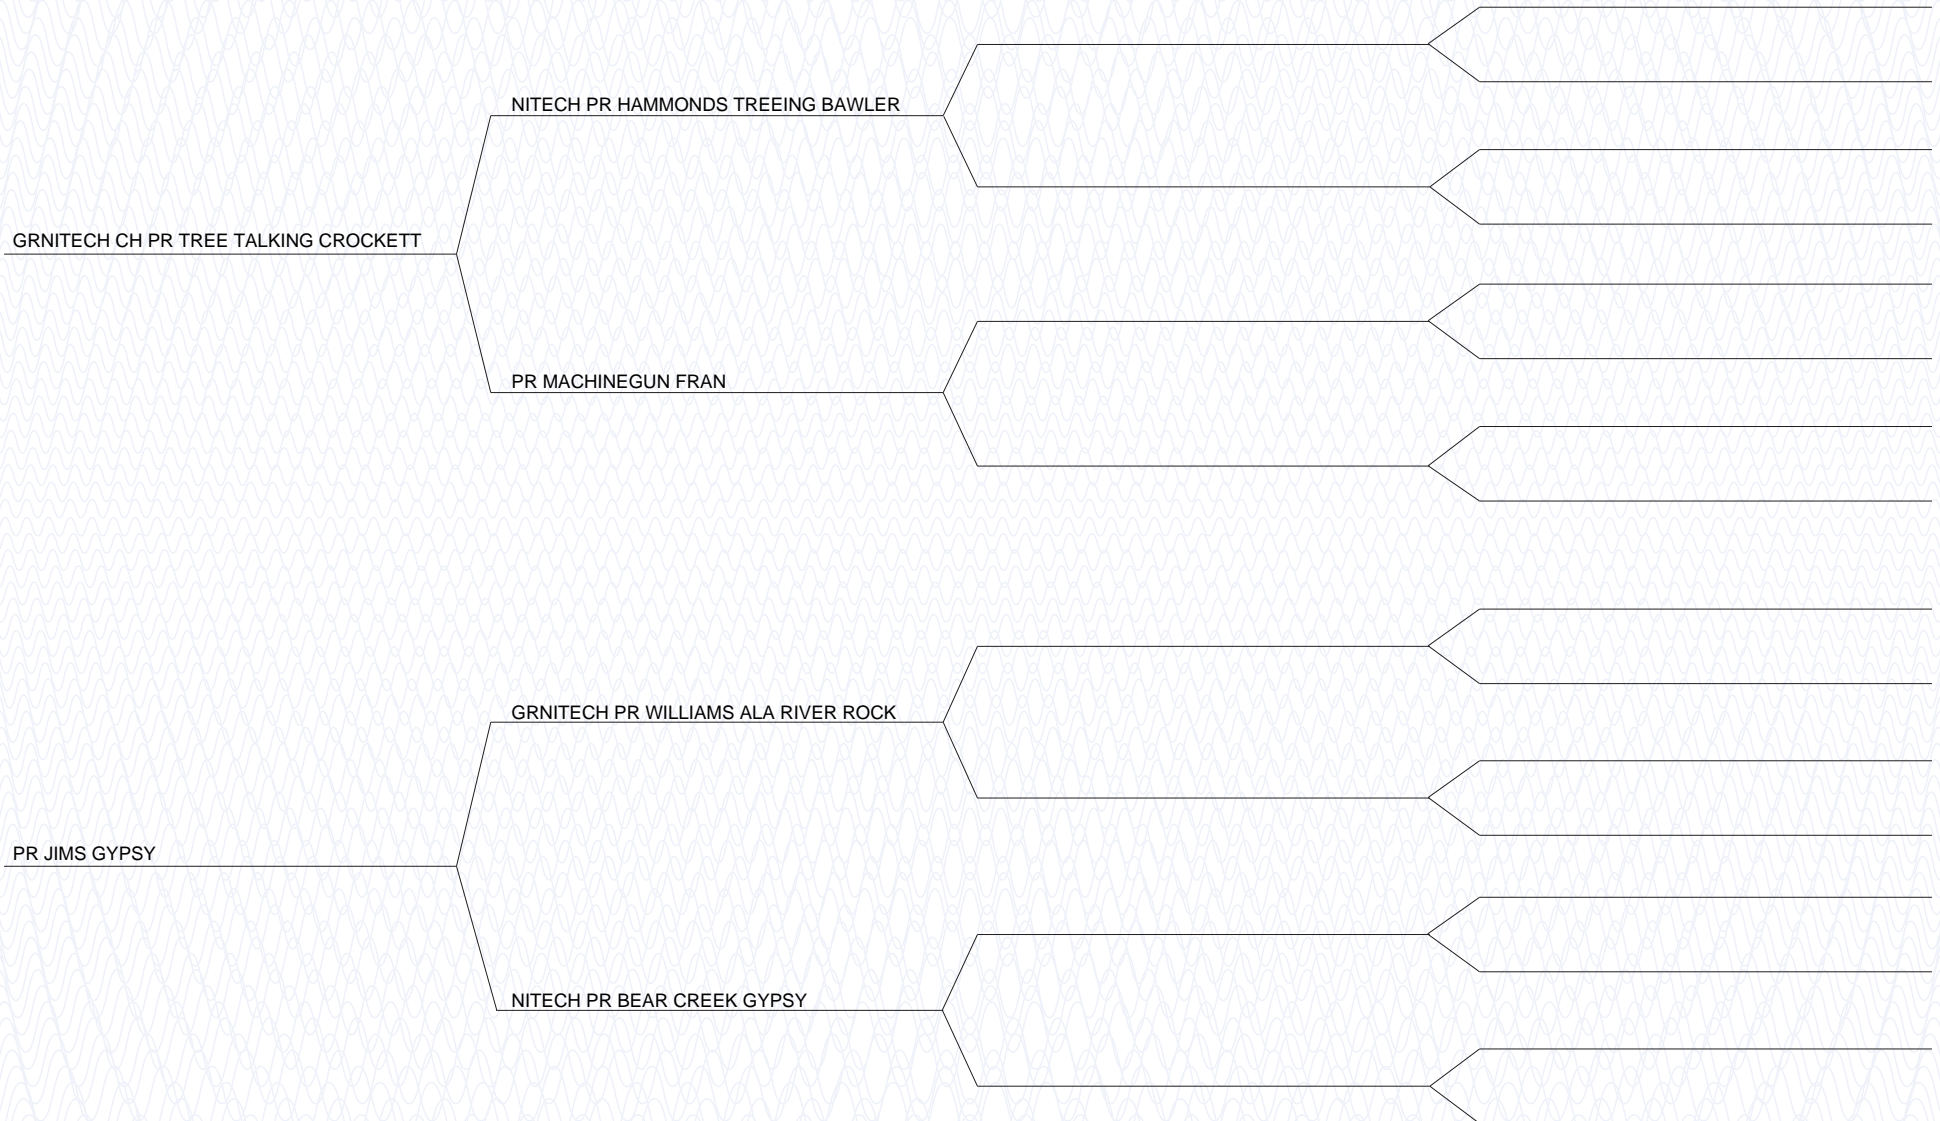 NITECH PR HAMMONDS TREEING BAWLER
GRNITECH CH PR TREE TALKING CROCKETT
PR MACHINEGUN FRAN
GRNITECH PR WILLIAMS ALA RIVER ROCK
PR JIMS GYPSY
NITECH PR BEAR CREEK GYPSY